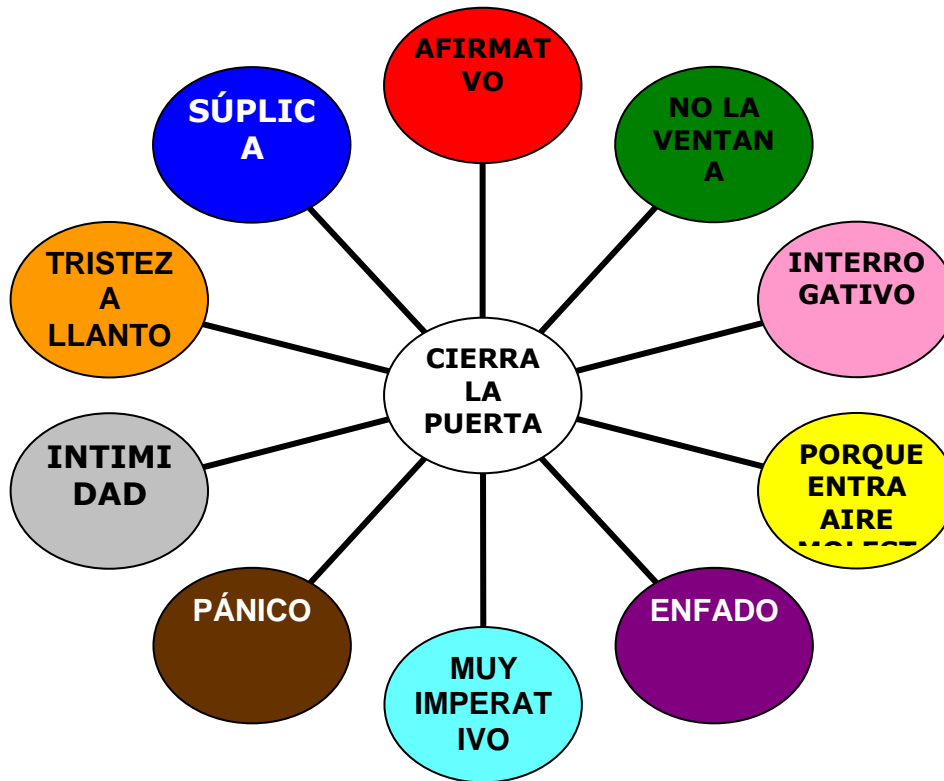 AFIRMAT
VO
SÚPLIC
A
NO LA
VENTAN
A
TRISTEZ
A
LLANTO
INTERRO
GATIVO
CIERRA
LA
PUERTA
INTIMI
DAD
PORQUE
ENTRA
AIRE
MOLEST
PÁNICO
ENFADO
MUY
IMPERAT
IVO